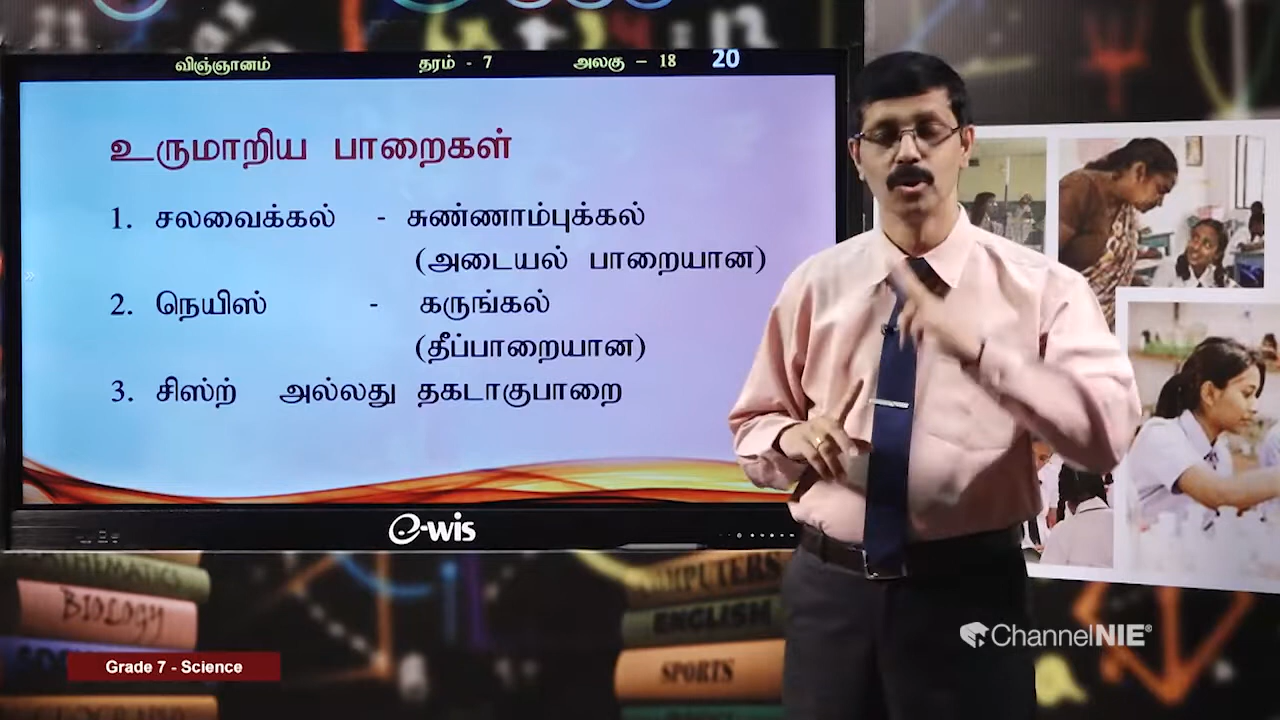 விஞ்ஞானம் தரம் - 7 அலகு – 18 20
உருமாறிய பாறைகள்
1. சலவைக்கல் - சுண்ணாம்புக்கல்
(அடையல் பாறையான)
2. நெயிஸ் - கருங்கல்
(தீப்பாறையான)
3. சிஸ்ற் அல்லது தகடாகுபாறை
e-wis
MATHEMATICS
BIOLOGY
COMPUTERS
ENGLISH
SPORTS
ChannelNIE®
Grade 7 - Science